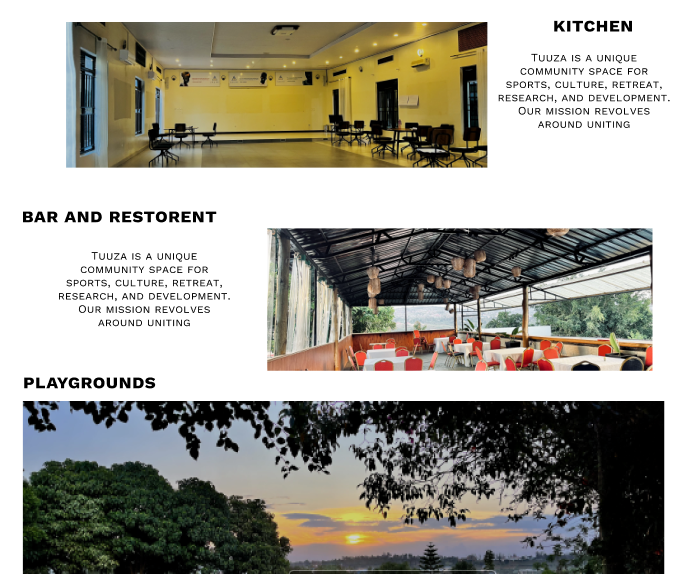 KITCHEN
Tuuza is a unique
community space for
sports, culture, retreat,
research, and development.
Our mission revolves
around uniting
BAR AND RESTORENT
Tuuza is a unique
community space for
sports, culture, retreat,
research, and development.
Our mission revolves
around uniting
PLAYGROUNDS